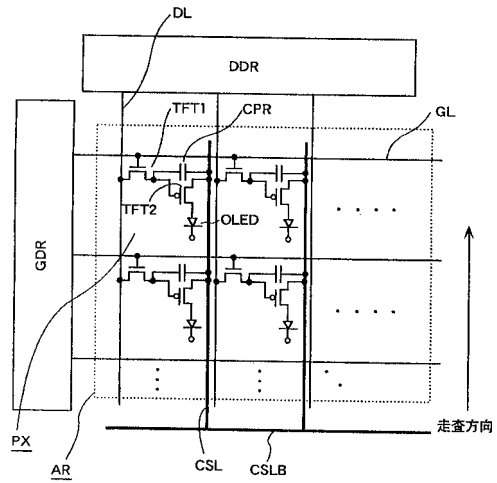 DL
DDR
TFT1
CPR
GL
TFT2
OLED
GDR
PX
AR
CSL
CSLB
走査方向